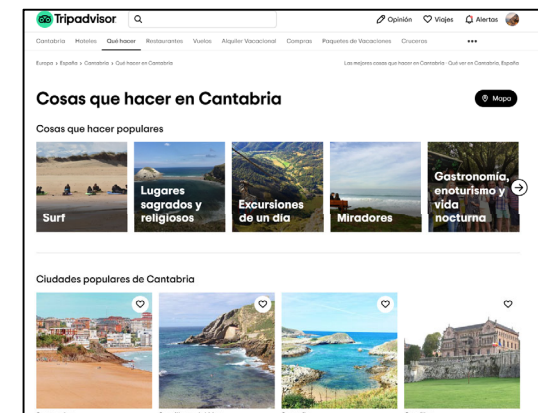 Tripadvisor
Opinión Viajes Alertas
Cantabria Hoteles Qué hacer Restaurantes Vuelos Alquiler Vacacional Compras Paquetes de Vacaciones Cruceros •••
Europa > España > Cantabria > Qué hacer en Cantabria
Las mejores cosas que hacer en Cantabria - Qué ver en Cantabria, España
Cosas que hacer en Cantabria
Mapa
Cosas que hacer populares
Surf
Lugares
sagrados y
religiosos
Excursiones
de un día
Miradores
Gastronomía,
enoturismo y
vida
nocturna
Ciudades populares de Cantabria